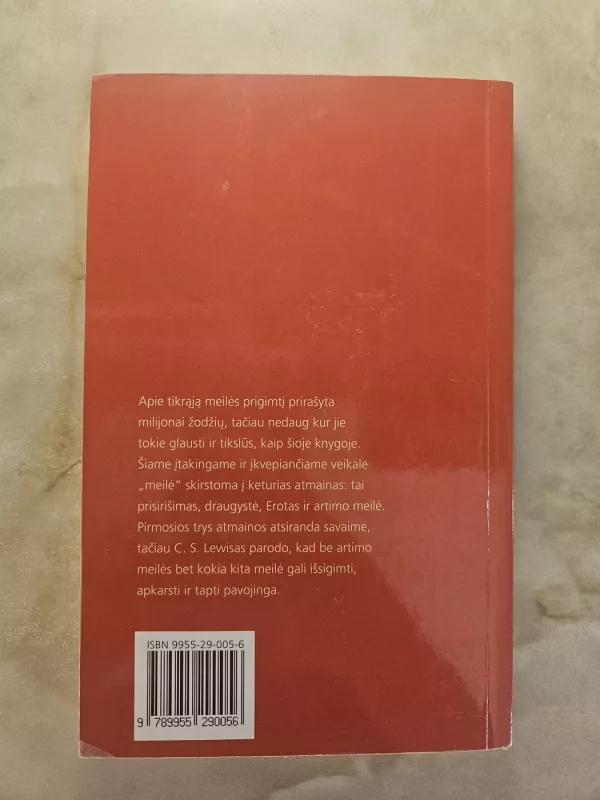 Apie tikrąją meilės prigimtį prirašyta
milijonai žodžių, tačiau nedaug kur jie
tokie glausti ir tikslūs, kaip šioje knygoje.
Šiame įtakingame ir įkvepiančiame veikale
„meilė“ skirstoma į keturias atmainas: tai
prisirišimas, draugystė, Erotas ir artimo meilė.
Pirmosios trys atmainos atsiranda savaime,
tačiau C. S. Lewisas parodo, kad be artimo
meilės bet kokia kita meilė gali išsigimti,
apkarsti ir tapti pavojinga.
ISBN 9955-29-005-6
9 789955 290056